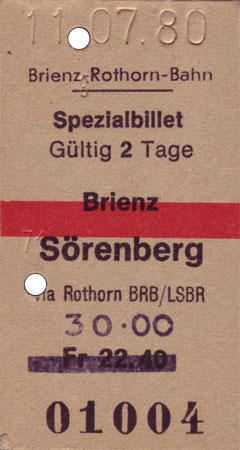 11.07.80
Brienz-Rothorn-Bahn
Spezialbillet
Gültig 2 Tage
Brienz
Sörenberg
via Rothorn BRB/LSBR
30.00
Fr 22.40
01004